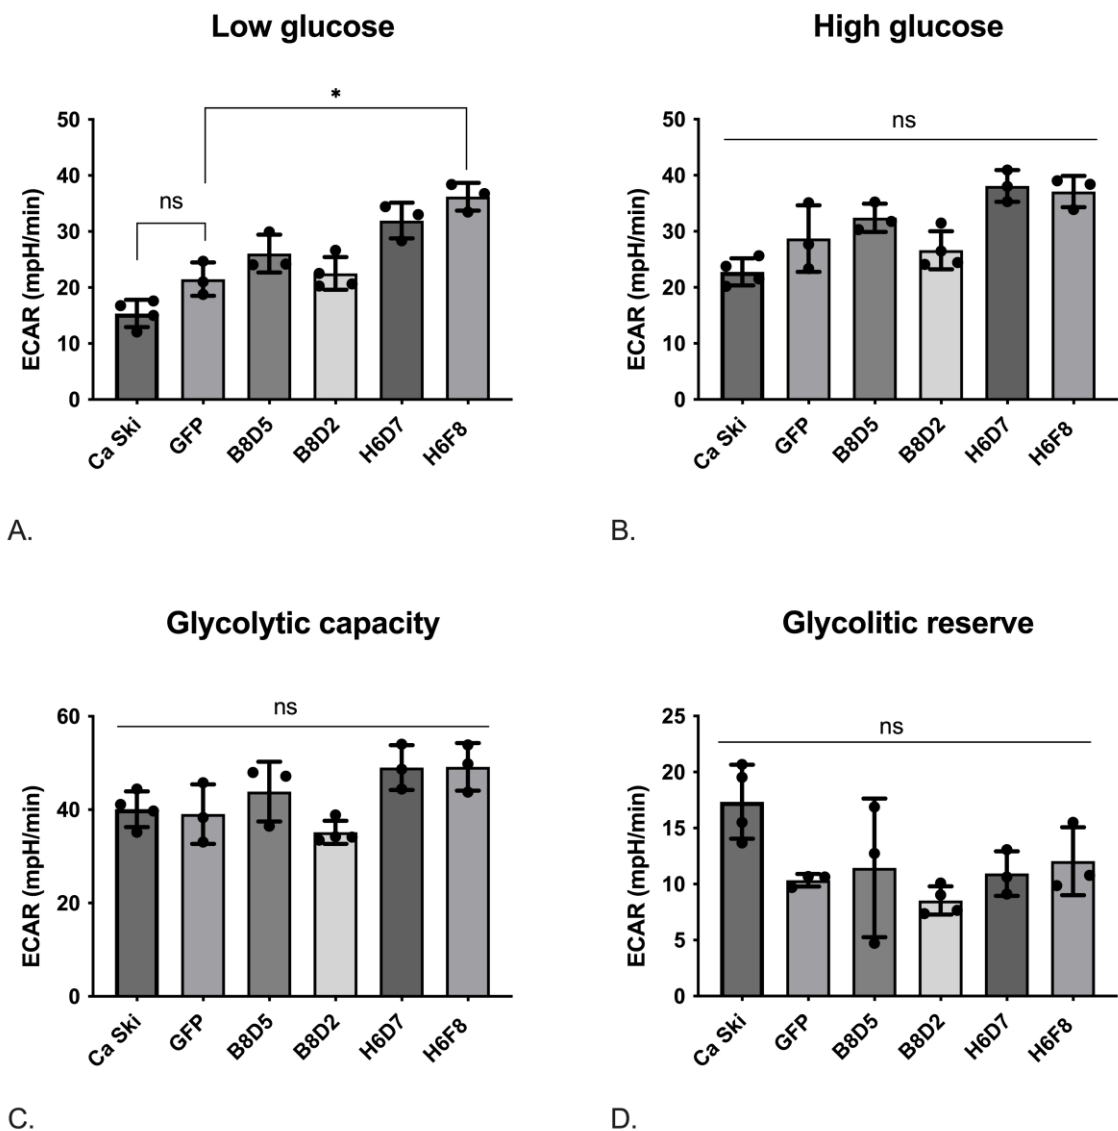 Low glucose
ECAR (mpH/min)
50
40
30
20
10
0
ns
*
Ca Ski
GFP
B8D5
B8D2
H6D7
H6F8
A.
High glucose
ECAR (mpH/min)
50
40
30
20
10
0
ns
Ca Ski
GFP
B8D5
B8D2
H6D7
H6F8
B.
Glycolytic capacity
ECAR (mpH/min)
60
40
20
0
ns
Ca Ski
GFP
B8D5
B8D2
H6D7
H6F8
C.
Glycolitic reserve
ECAR (mpH/min)
25
20
15
10
5
0
ns
Ca Ski
GFP
B8D5
B8D2
H6D7
H6F8
D.